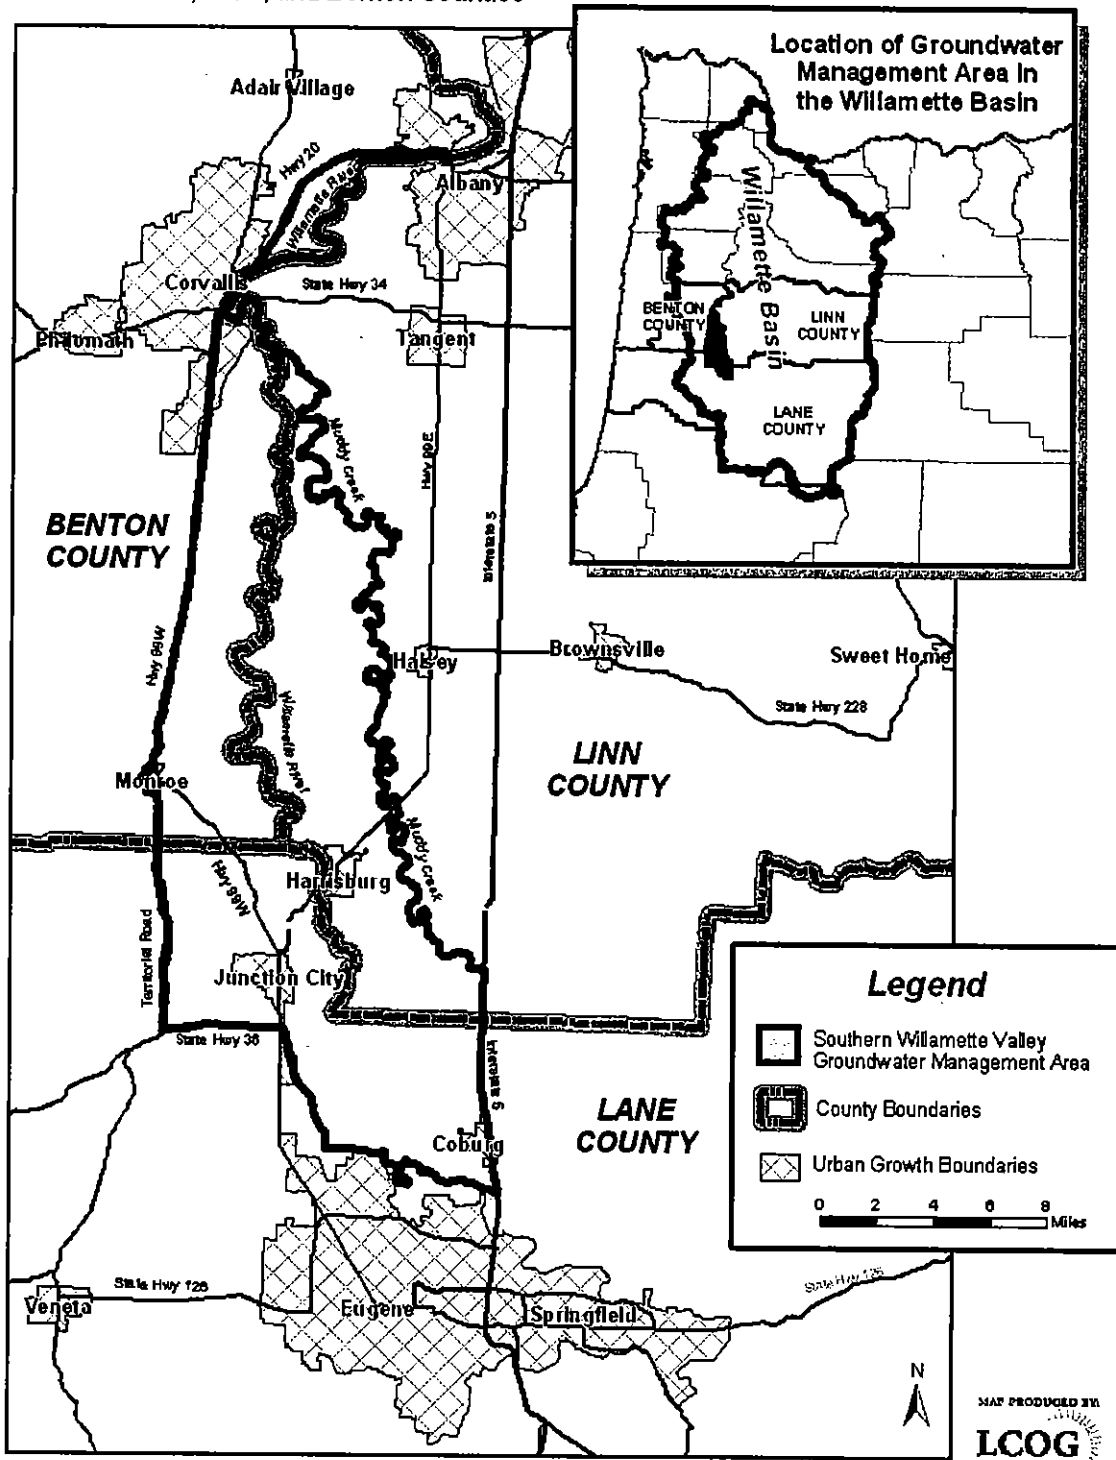 Location of Groundwater
Management Area in
the Willamette Basin
Willamette Basin
BENTON
COUNTY
LINN
COUNTY
LANE
COUNTY
Adair Village
Hwy 20
Willamette River
Albany
Corvallis
State Hwy 34
Philomath
Tangent
Muddy Creek
Hwy 99E
Interstate 5
BENTON
COUNTY
Hwy 99W
Halsey
Brownsville
Sweet Home
State Hwy 228
Willamette River
LINN
COUNTY
Monroe
Muddy Creek
Hwy 99W
Harrisburg
Territorial Road
Junction City
State Hwy 36
Interstate 5
LANE
COUNTY
Coburg
Legend
Southern Willamette Valley
Groundwater Management Area
County Boundaries
Urban Growth Boundaries
0 2 4 6 8
Miles
State Hwy 126
Veneta
Eugene
Springfield
State Hwy 126
N
MAP PRODUCED BY:
LCOG